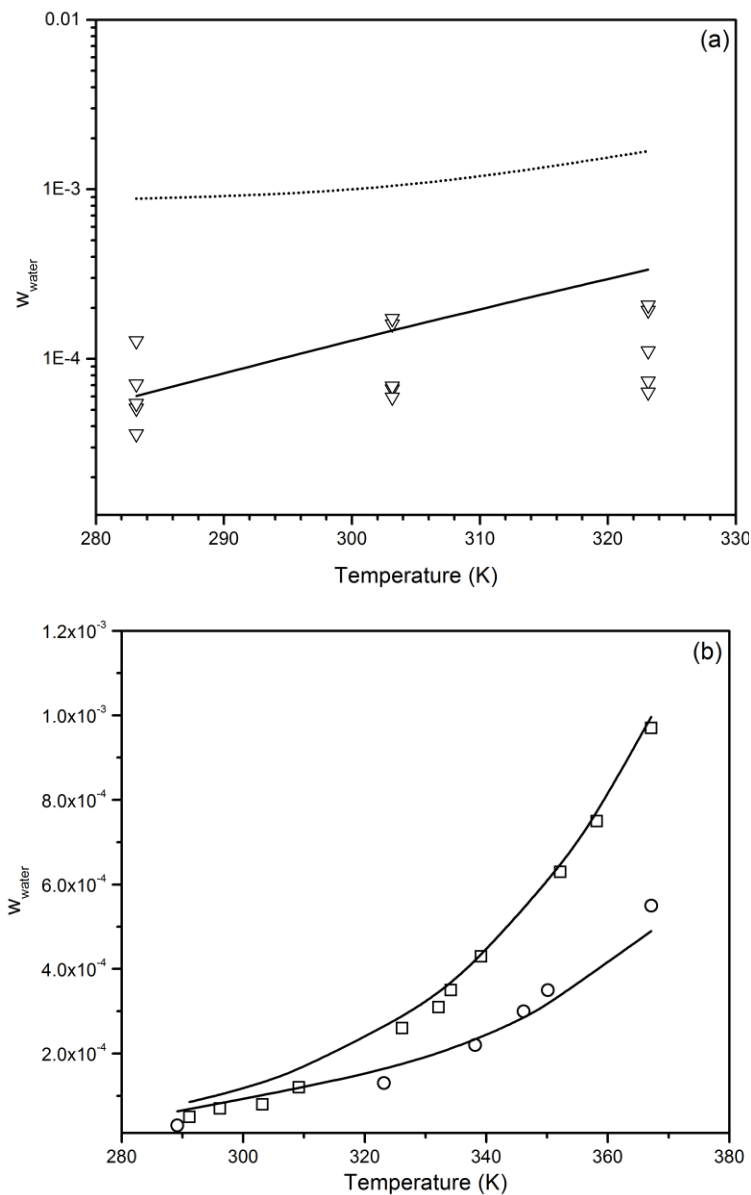 0.01
(a)
1E-3
W_water
1E-4
280 290 300 310 320 330
Temperature (K)
1.2x10^-3
(b)
1.0x10^-3
8.0x10^-4
W_water
6.0x10^-4
4.0x10^-4
2.0x10^-4
280 300 320 340 360 380
Temperature (K)